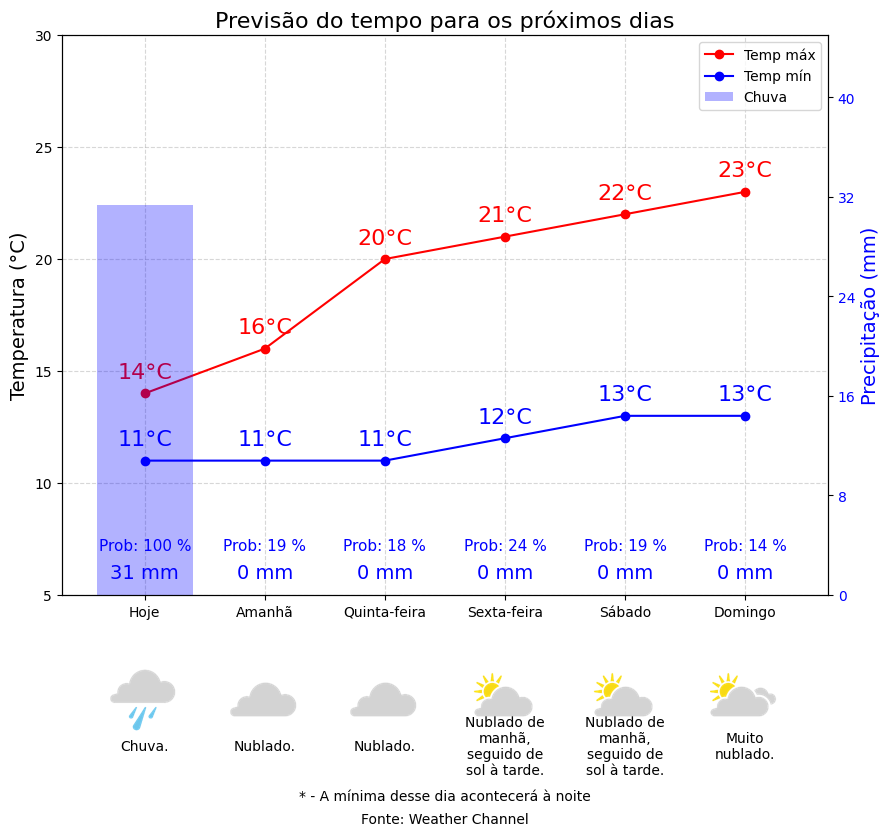 Previsão do tempo para os próximos dias
Temperatura (°C)
30
25
20
15
10
5
Precipitação (mm)
40
32
24
16
8
0
Temp máx
Temp mín
Chuva
14°C
16°C
20°C
21°C
22°C
23°C
11°C
11°C
11°C
12°C
13°C
13°C
Prob: 100 %
Prob: 19 %
Prob: 18 %
Prob: 24 %
Prob: 19 %
Prob: 14 %
31 mm
0 mm
0 mm
0 mm
0 mm
0 mm
Hoje
Amanhã
Quinta-feira
Sexta-feira
Sábado
Domingo
Chuva.
Nublado.
Nublado.
Nublado de
manhã,
seguido de
sol à tarde.
Nublado de
manhã,
seguido de
sol à tarde.
Muito
nublado.
* - A mínima desse dia acontecerá à noite
Fonte: Weather Channel